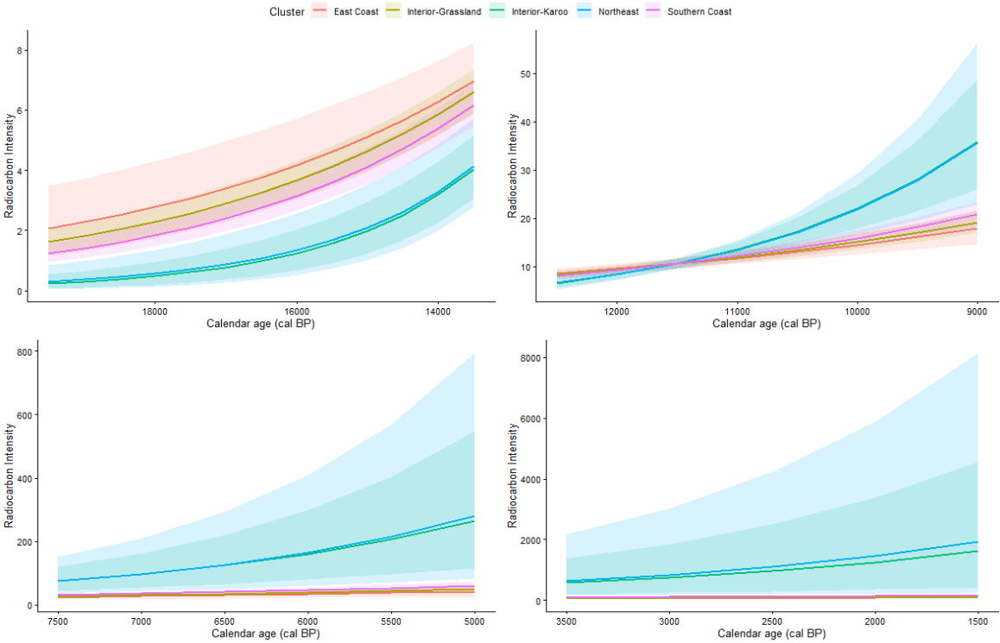 Cluster East Coast Interior-Grassland Interior-Karoo Northeast Southern Coast
8
6
4
2
0
Radiocarbon Intensity
18000 16000 14000
Calendar age (cal BP)
50
40
30
20
10
Radiocarbon Intensity
12000 11000 10000 9000
Calendar age (cal BP)
800
600
400
200
0
Radiocarbon Intensity
7500 7000 6500 6000 5500 5000
Calendar age (cal BP)
8000
6000
4000
2000
0
Radiocarbon Intensity
3500 3000 2500 2000 1500
Calendar age (cal BP)